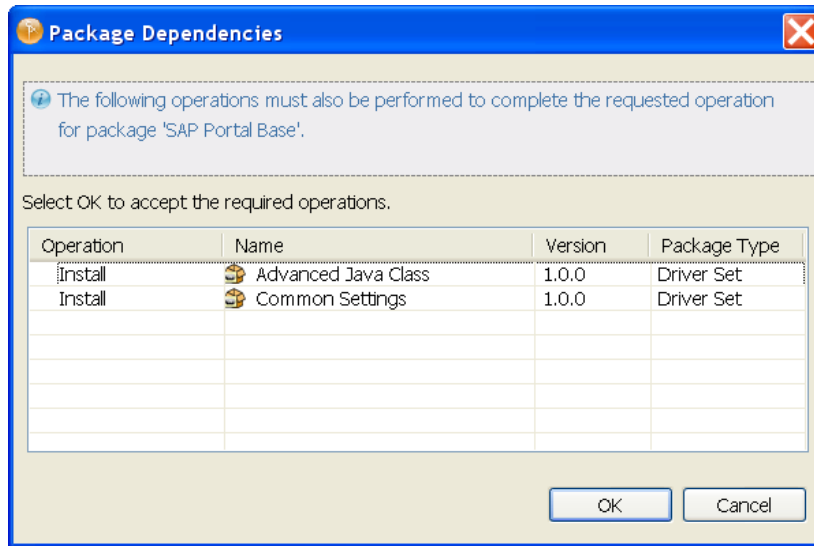 Package Dependencies
The following operations must also be performed to complete the requested operation
for package 'SAP Portal Base'.
Select OK to accept the required operations.
Operation Name Version Package Type
Install Advanced Java Class 1.0.0 Driver Set
Install Common Settings 1.0.0 Driver Set
OK Cancel